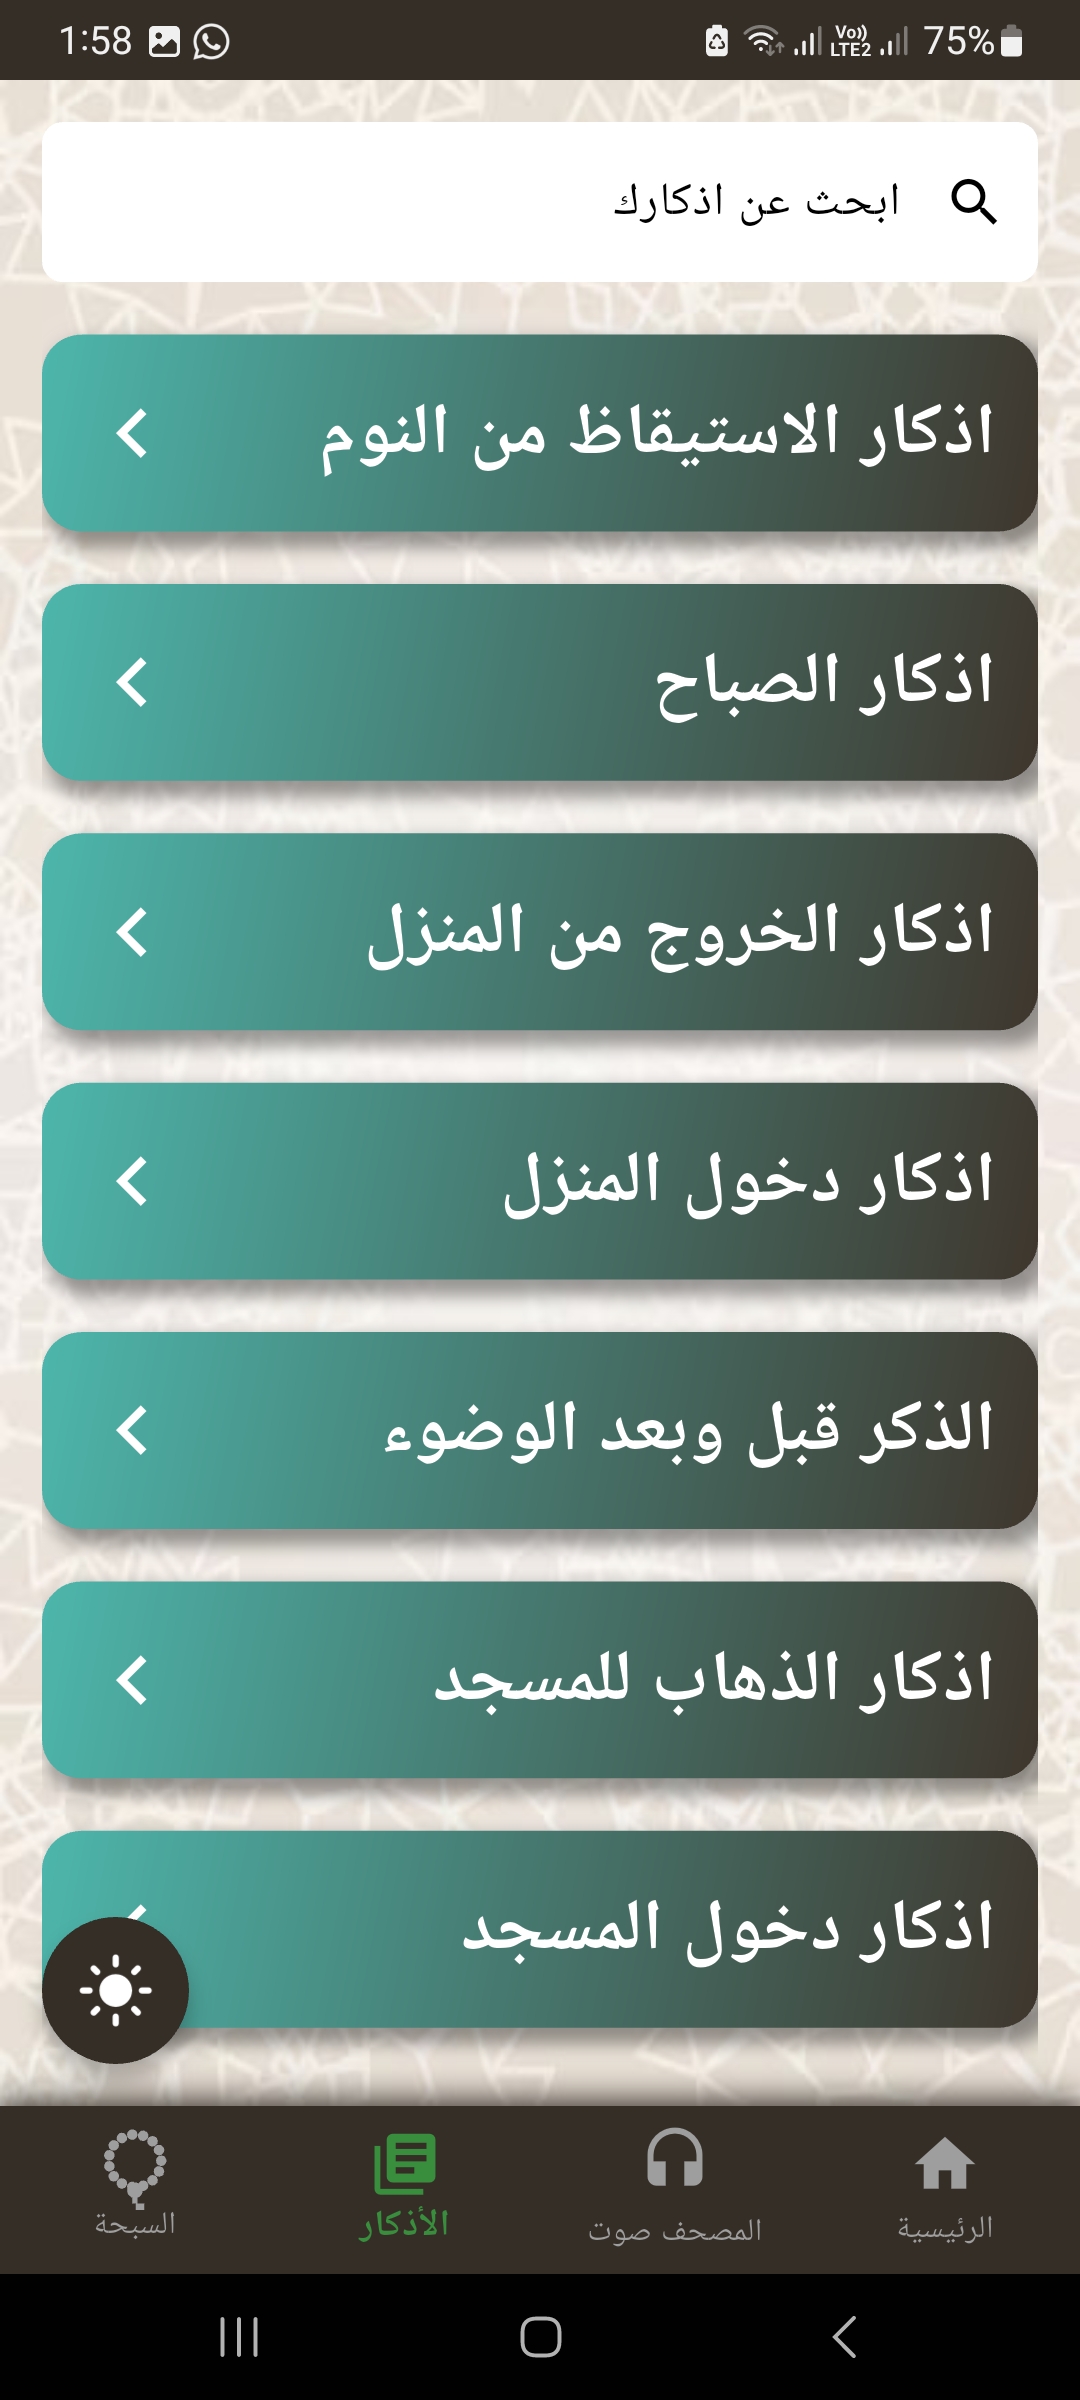 1:58
Vo)) LTE2 75%
ابحث عن اذكارك
اذكار الاستيقاظ من النوم
اذكار الصباح
اذكار الخروج من المنزل
اذكار دخول المنزل
الذكر قبل وبعد الوضوء
اذكار الذهاب للمسجد
اذكار دخول المسجد
الرئيسية
المصحف صوت
الأذكار
السبحة